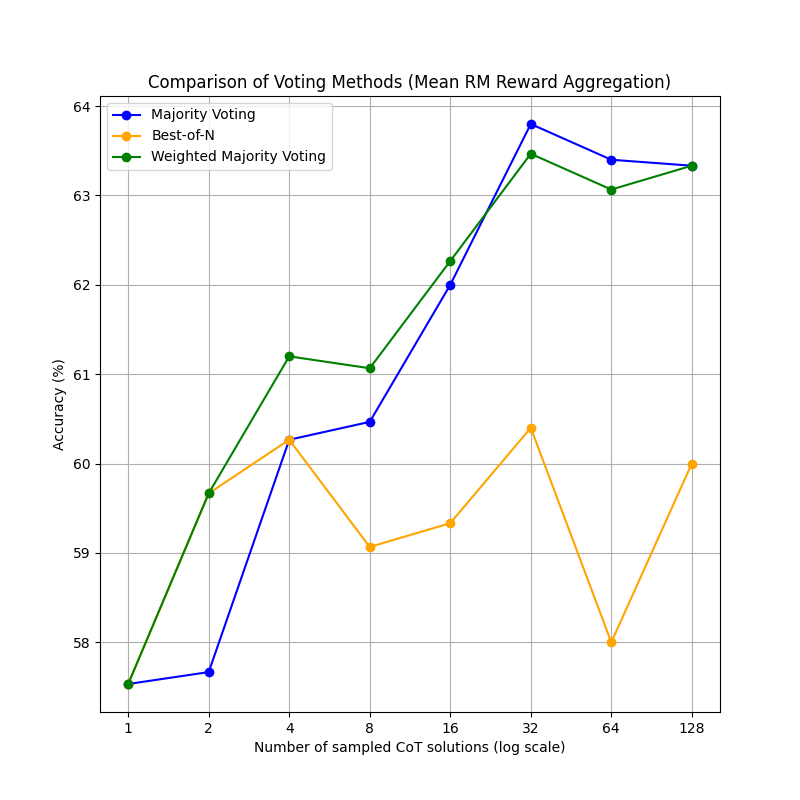 Comparison of Voting Methods (Mean RM Reward Aggregation)
Majority Voting
Best-of-N
Weighted Majority Voting
64
63
62
61
60
59
58
Accuracy (%)
1 2 4 8 16 32 64 128
Number of sampled CoT solutions (log scale)